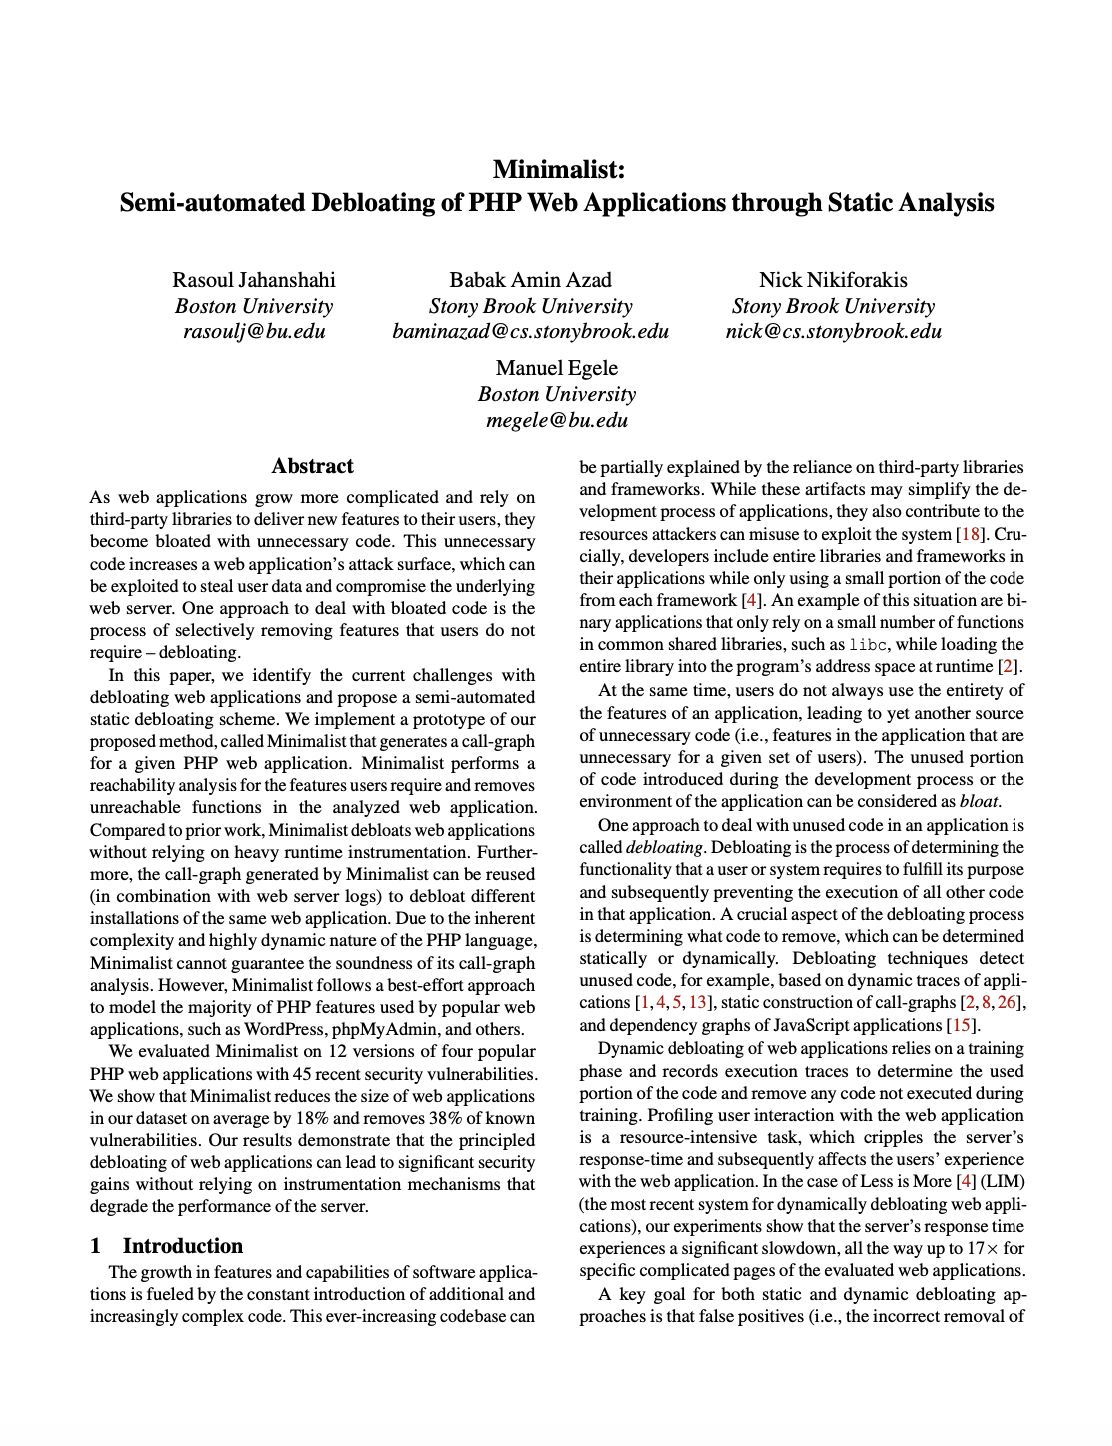 Minimalist:
Semi-automated Debloating of PHP Web Applications through Static Analysis
Rasoul Jahanshahi
Boston University
rasoulj@bu.edu
Babak Amin Azad
Stony Brook University
baminazad@cs.stonybrook.edu
Nick Nikiforakis
Stony Brook University
nick@cs.stonybrook.edu
Manuel Egele
Boston University
megele@bu.edu
Abstract
As web applications grow more complicated and rely on
third-party libraries to deliver new features to their users, they
become bloated with unnecessary code. This unnecessary
code increases a web application's attack surface, which can
be exploited to steal user data and compromise the underlying
web server. One approach to deal with bloated code is the
process of selectively removing features that users do not
require – debloating.
In this paper, we identify the current challenges with
debloating web applications and propose a semi-automated
static debloating scheme. We implement a prototype of our
proposed method, called Minimalist that generates a call-graph
for a given PHP web application. Minimalist performs a
reachability analysis for the features users require and removes
unreachable functions in the analyzed web application.
Compared to prior work, Minimalist debloats web applications
without relying on heavy runtime instrumentation. Further-
more, the call-graph generated by Minimalist can be reused
(in combination with web server logs) to debloat different
installations of the same web application. Due to the inherent
complexity and highly dynamic nature of the PHP language,
Minimalist cannot guarantee the soundness of its call-graph
analysis. However, Minimalist follows a best-effort approach
to model the majority of PHP features used by popular web
applications, such as WordPress, phpMyAdmin, and others.
We evaluated Minimalist on 12 versions of four popular
PHP web applications with 45 recent security vulnerabilities.
We show that Minimalist reduces the size of web applications
in our dataset on average by 18% and removes 38% of known
vulnerabilities. Our results demonstrate that the principled
debloating of web applications can lead to significant security
gains without relying on instrumentation mechanisms that
degrade the performance of the server.
1 Introduction
The growth in features and capabilities of software applica-
tions is fueled by the constant introduction of additional and
increasingly complex code. This ever-increasing codebase can
be partially explained by the reliance on third-party libraries
and frameworks. While these artifacts may simplify the de-
velopment process of applications, they also contribute to the
resources attackers can misuse to exploit the system [18]. Cru-
cially, developers include entire libraries and frameworks in
their applications while only using a small portion of the code
from each framework [4]. An example of this situation are bi-
nary applications that only rely on a small number of functions
in common shared libraries, such as libc, while loading the
entire library into the program's address space at runtime [2].
At the same time, users do not always use the entirety of
the features of an application, leading to yet another source
of unnecessary code (i.e., features in the application that are
unnecessary for a given set of users). The unused portion
of code introduced during the development process or the
environment of the application can be considered as bloat.
One approach to deal with unused code in an application is
called debloating. Debloating is the process of determining the
functionality that a user or system requires to fulfill its purpose
and subsequently preventing the execution of all other code
in that application. A crucial aspect of the debloating process
is determining what code to remove, which can be determined
statically or dynamically. Debloating techniques detect
unused code, for example, based on dynamic traces of appli-
cations [1,4,5,13], static construction of call-graphs [2,8,26],
and dependency graphs of JavaScript applications [15].
Dynamic debloating of web applications relies on a training
phase and records execution traces to determine the used
portion of the code and remove any code not executed during
training. Profiling user interaction with the web application
is a resource-intensive task, which cripples the server's
response-time and subsequently affects the users' experience
with the web application. In the case of Less is More [4] (LIM)
(the most recent system for dynamically debloating web appli-
cations), our experiments show that the server's response time
experiences a significant slowdown, all the way up to 17× for
specific complicated pages of the evaluated web applications.
A key goal for both static and dynamic debloating ap-
proaches is that false positives (i.e., the incorrect removal of